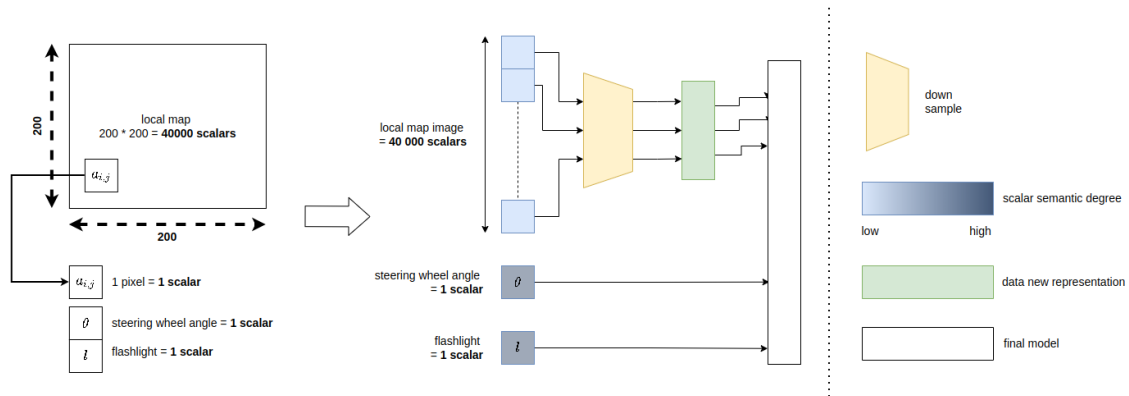 200
local map
200 * 200 = 40000 scalars
a_{i,j}
200
a_{i,j}
1 pixel = 1 scalar
θ
steering wheel angle = 1 scalar
l
flashlight = 1 scalar
local map image
= 40 000 scalars
steering wheel angle
= 1 scalar
θ
flashlight
= 1 scalar
l
down
sample
scalar semantic degree
low
high
data new representation
final model